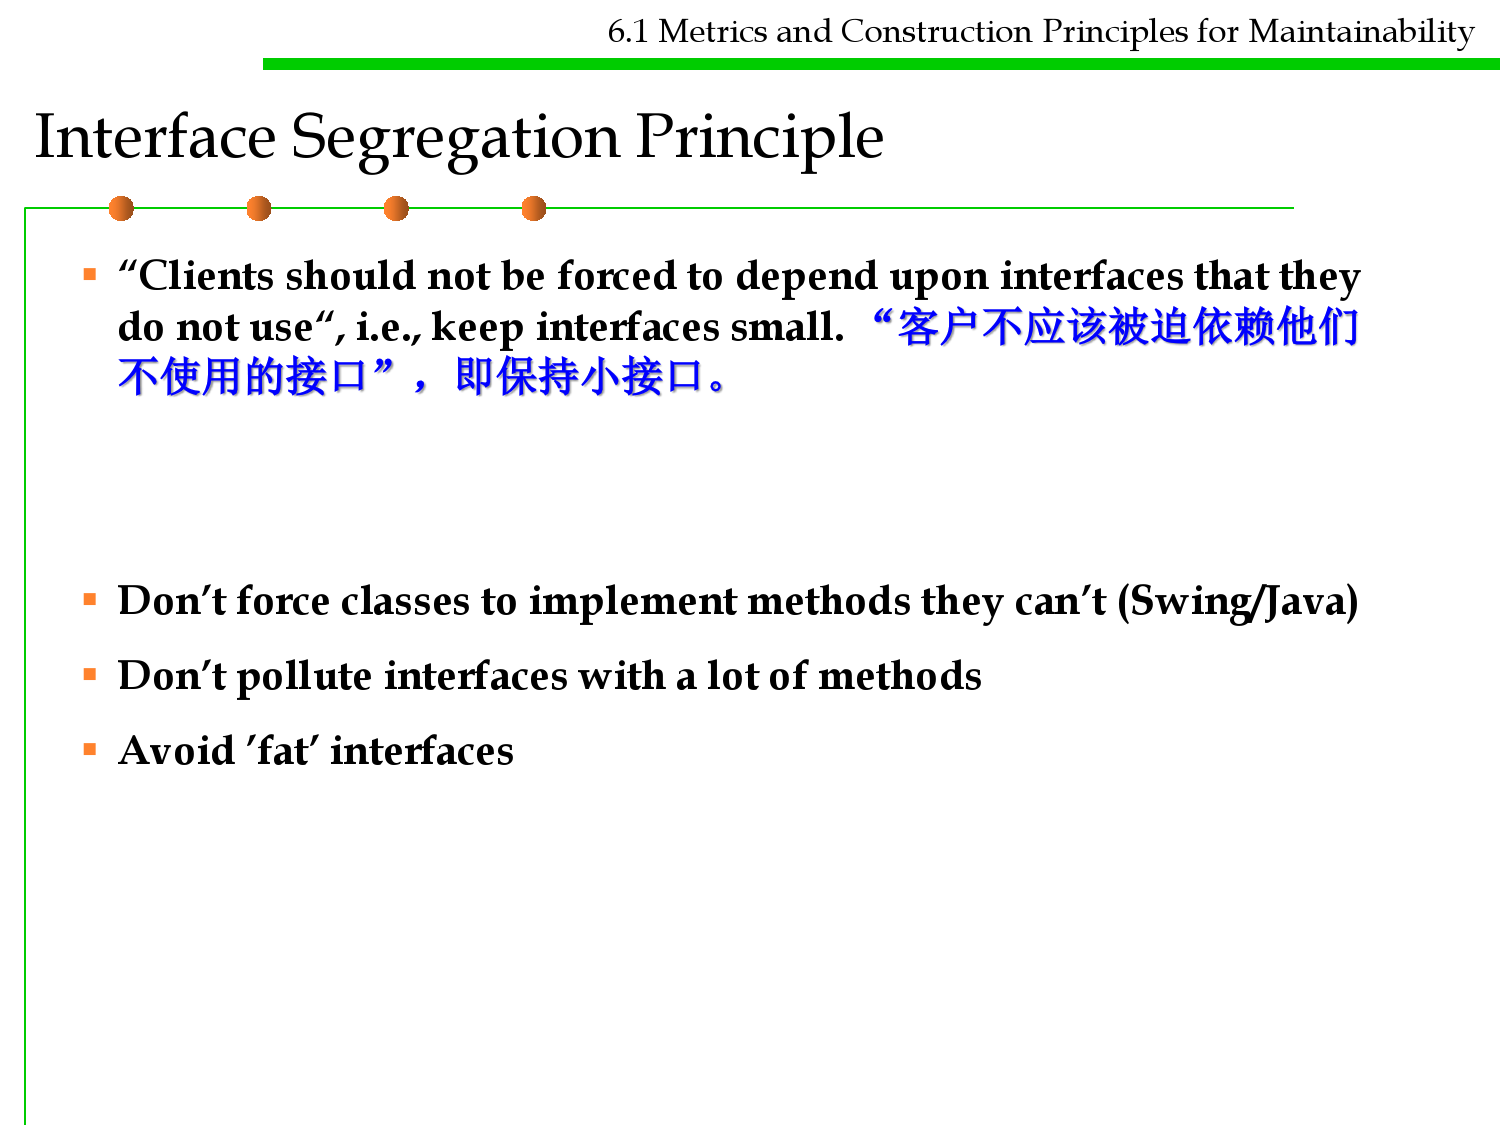 6.1 Metrics and Construction Principles for Maintainability
Interface Segregation Principle
▪ “Clients should not be forced to depend upon interfaces that they
do not use“, i.e., keep interfaces small. “客户不应该被迫依赖他们
不使用的接口”，即保持小接口。
▪ Don’t force classes to implement methods they can’t (Swing/Java)
▪ Don’t pollute interfaces with a lot of methods
▪ Avoid ’fat’ interfaces